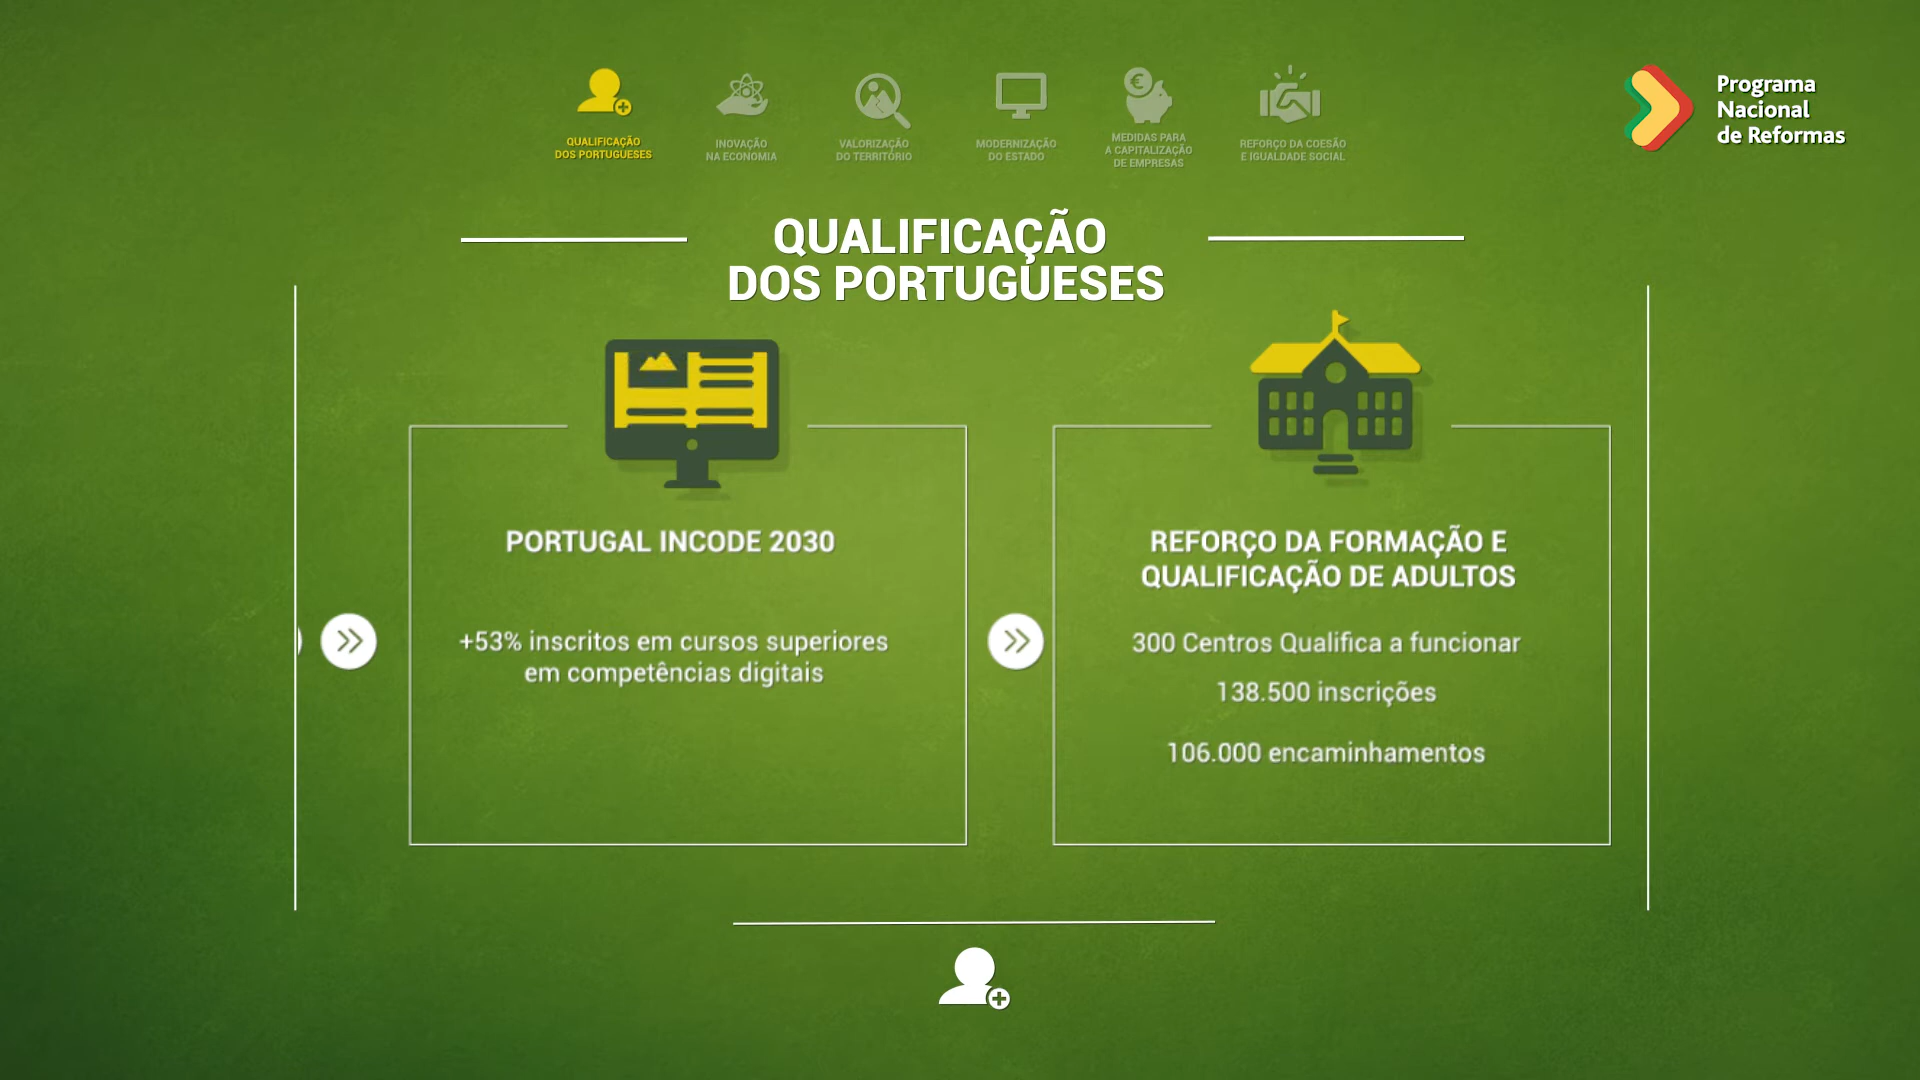 QUALIFICAÇÃO
DOS PORTUGUESES
INOVAÇÃO
NA ECONOMIA
VALORIZAÇÃO
DO TERRITÓRIO
MODERNIZAÇÃO
DO ESTADO
MEDIDAS PARA
A CAPITALIZAÇÃO
DE EMPRESAS
REFORÇO DA COESÃO
E IGUALDADE SOCIAL
Programa
Nacional
de Reformas
QUALIFICAÇÃO
DOS PORTUGUESES
PORTUGAL INCODE 2030
+53% inscritos em cursos superiores
em competências digitais
REFORÇO DA FORMAÇÃO E
QUALIFICAÇÃO DE ADULTOS
300 Centros Qualifica a funcionar
138.500 inscrições
106.000 encaminhamentos